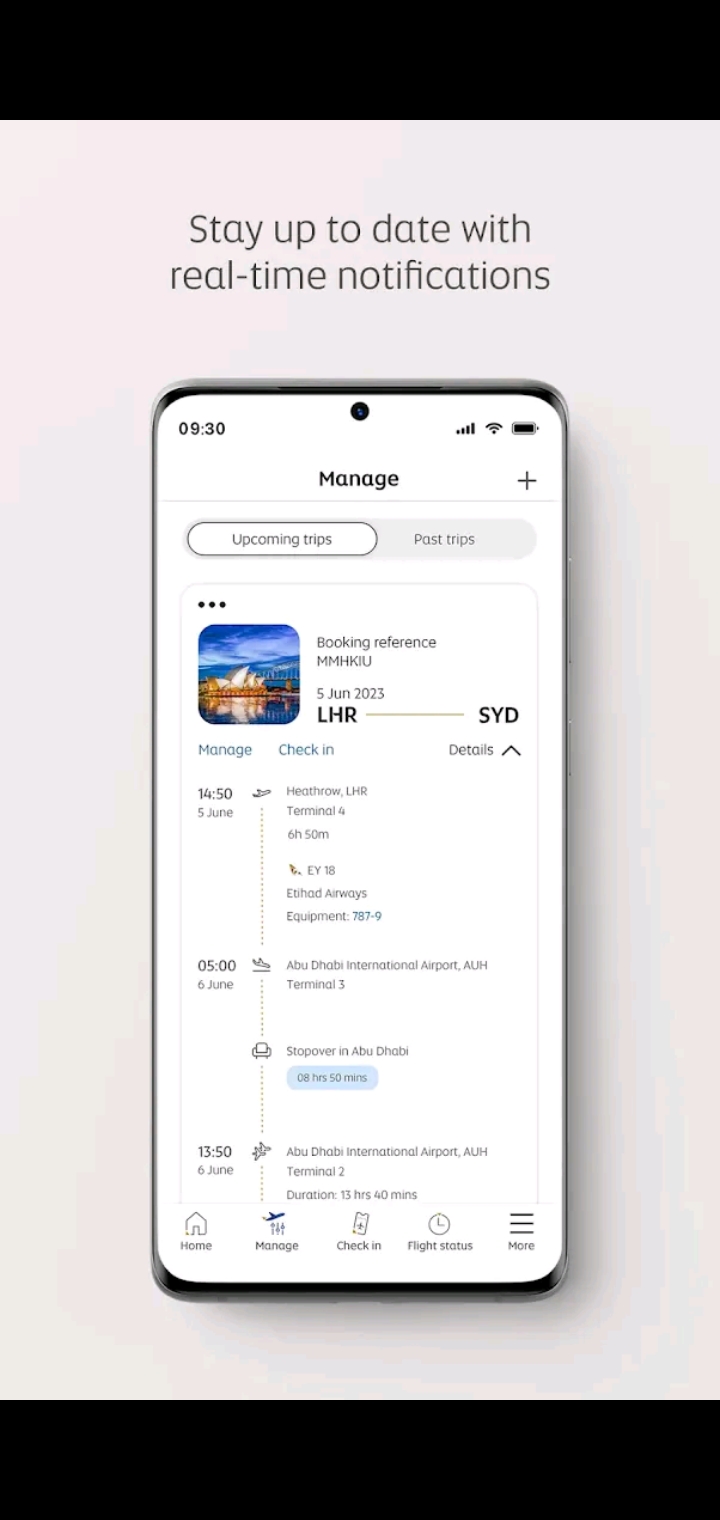 Stay up to date with
real-time notifications
09:30
Manage
Upcoming trips
Past trips
Booking reference
MMHKIU
5 Jun 2023
LHR SYD
Manage Check in Details
14:50 Heathrow, LHR
5 June Terminal 4
6h 50m
EY 18
Etihad Airways
Equipment: 787-9
05:00 Abu Dhabi International Airport, AUH
6 June Terminal 3
Stopover in Abu Dhabi
08 hrs 50 mins
13:50 Abu Dhabi International Airport, AUH
6 June Terminal 2
Duration: 13 hrs 40 mins
Home Manage Check in Flight status More